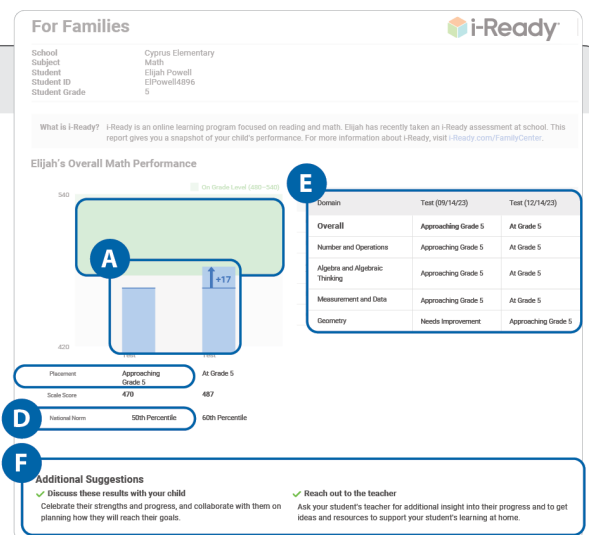 For Families
i-Ready
School Cyprus Elementary
Subject Math
Student Elijah Powell
Student ID ElPowell4896
Student Grade 5
What is i-Ready? i-Ready is an online learning program focused on reading and math. Elijah has recently taken an i-Ready assessment at school. This
report gives you a snapshot of your child's performance. For more information about i-Ready, visit i-Ready.com/FamilyCenter.
Elijah's Overall Math Performance
On Grade Level (480–540)
540
A
+17
420
Test Test
Placement Approaching Grade 5 At Grade 5
Scale Score 470 487
D
National Norm 50th Percentile 60th Percentile
E
Domain Test (09/14/23) Test (12/14/23)
Overall Approaching Grade 5 At Grade 5
Number and Operations Approaching Grade 5 At Grade 5
Algebra and Algebraic
Thinking Approaching Grade 5 At Grade 5
Measurement and Data Approaching Grade 5 At Grade 5
Geometry Needs Improvement Approaching Grade 5
F
Additional Suggestions
Discuss these results with your child
Celebrate their strengths and progress, and collaborate with them on
planning how they will reach their goals.
Reach out to the teacher
Ask your student's teacher for additional insight into their progress and to get
ideas and resources to support your student's learning at home.